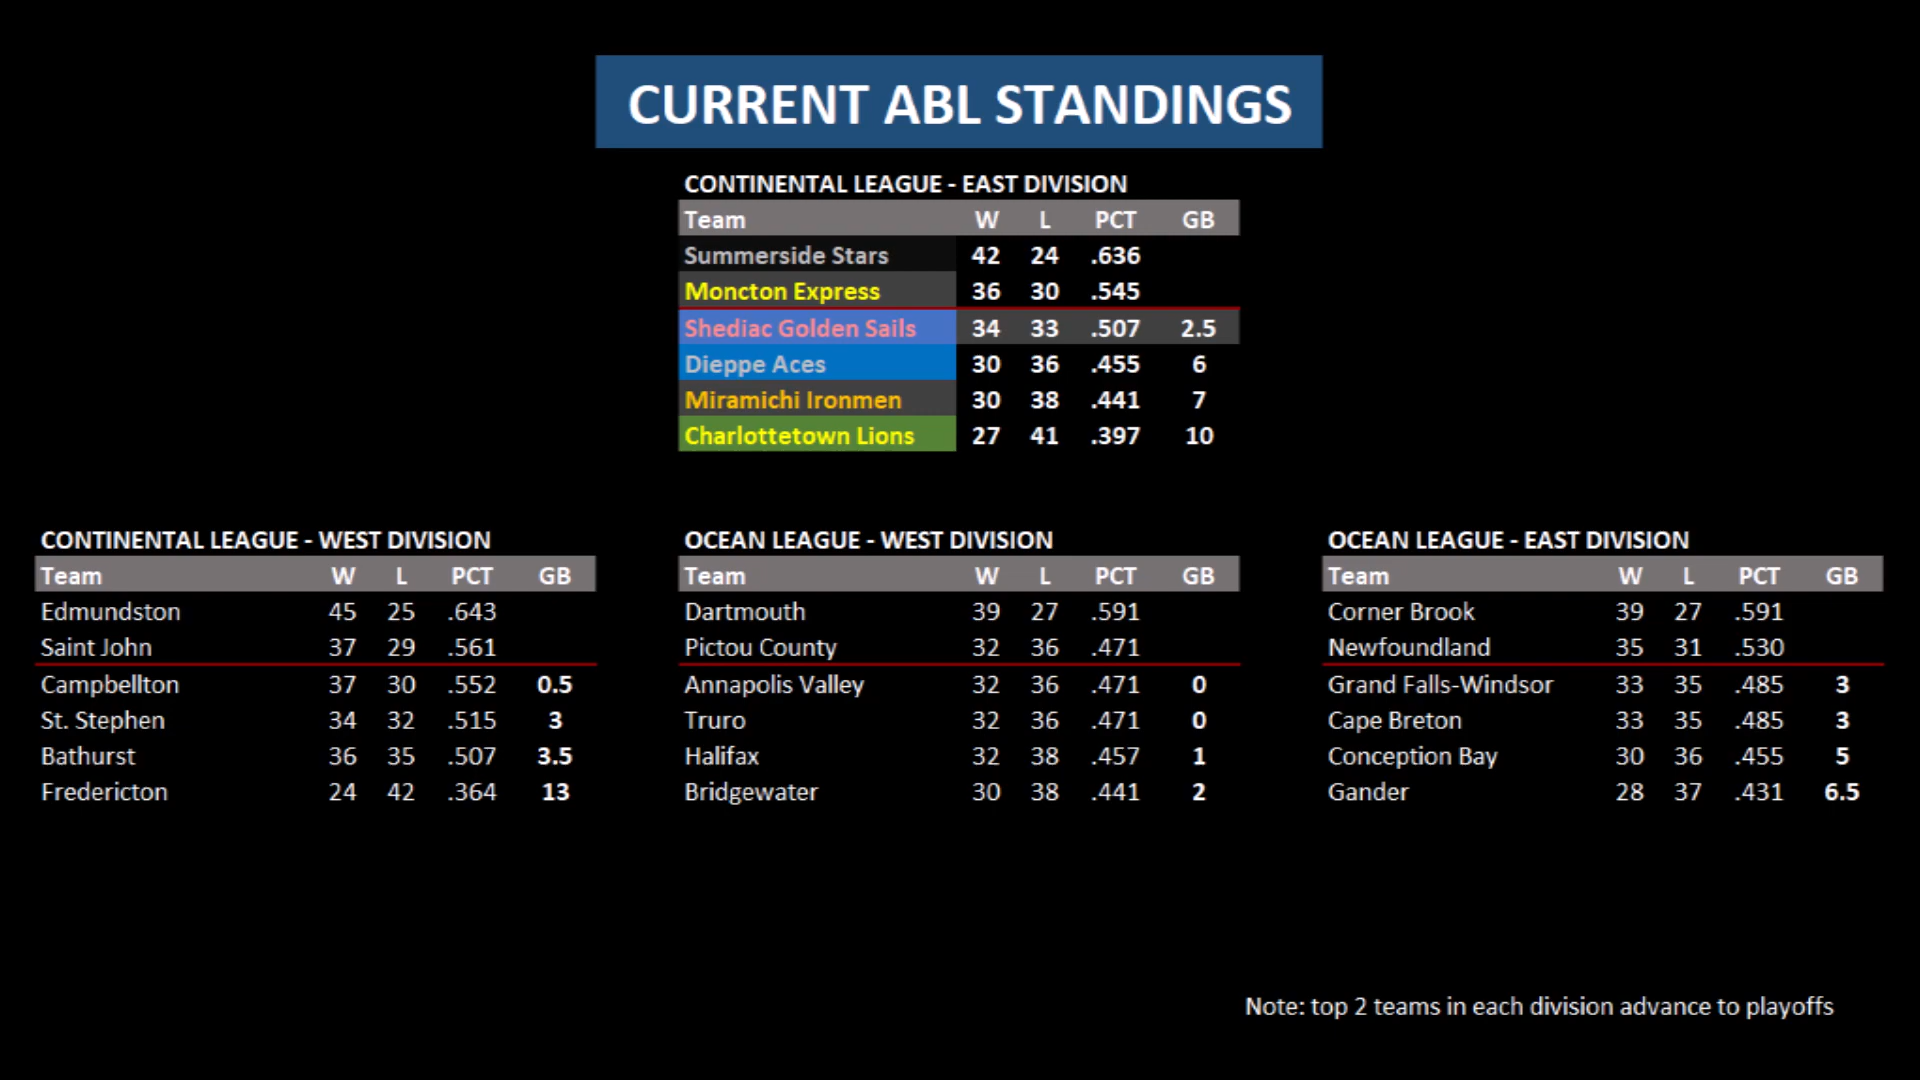 CURRENT ABL STANDINGS
CONTINENTAL LEAGUE - EAST DIVISION
Team W L PCT GB
Summerside Stars 42 24 .636
Moncton Express 36 30 .545
Shediac Golden Sails 34 33 .507 2.5
Dieppe Aces 30 36 .455 6
Miramichi Ironmen 30 38 .441 7
Charlottetown Lions 27 41 .397 10
CONTINENTAL LEAGUE - WEST DIVISION
Team W L PCT GB
Edmundston 45 25 .643
Saint John 37 29 .561
Campbellton 37 30 .552 0.5
St. Stephen 34 32 .515 3
Bathurst 36 35 .507 3.5
Fredericton 24 42 .364 13
OCEAN LEAGUE - WEST DIVISION
Team W L PCT GB
Dartmouth 39 27 .591
Pictou County 32 36 .471
Annapolis Valley 32 36 .471 0
Truro 32 36 .471 0
Halifax 32 38 .457 1
Bridgewater 30 38 .441 2
OCEAN LEAGUE - EAST DIVISION
Team W L PCT GB
Corner Brook 39 27 .591
Newfoundland 35 31 .530
Grand Falls-Windsor 33 35 .485 3
Cape Breton 33 35 .485 3
Conception Bay 30 36 .455 5
Gander 28 37 .431 6.5
Note: top 2 teams in each division advance to playoffs